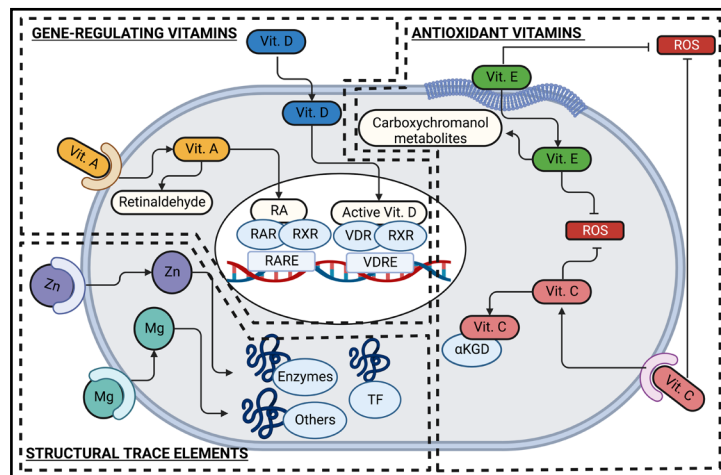 GENE-REGULATING VITAMINS
Vit. D
Vit. D
Vit. A
Vit. A
Retinaldehyde
RA
RAR
RXR
RARE
Active Vit. D
VDR
RXR
VDRE
ANTIOXIDANT VITAMINS
ROS
Vit. E
Carboxychromanol
metabolites
Vit. E
ROS
Vit. C
Vit. C
αKGD
Vit. C
Zn
Zn
Mg
Mg
Enzymes
Others
TF
STRUCTURAL TRACE ELEMENTS